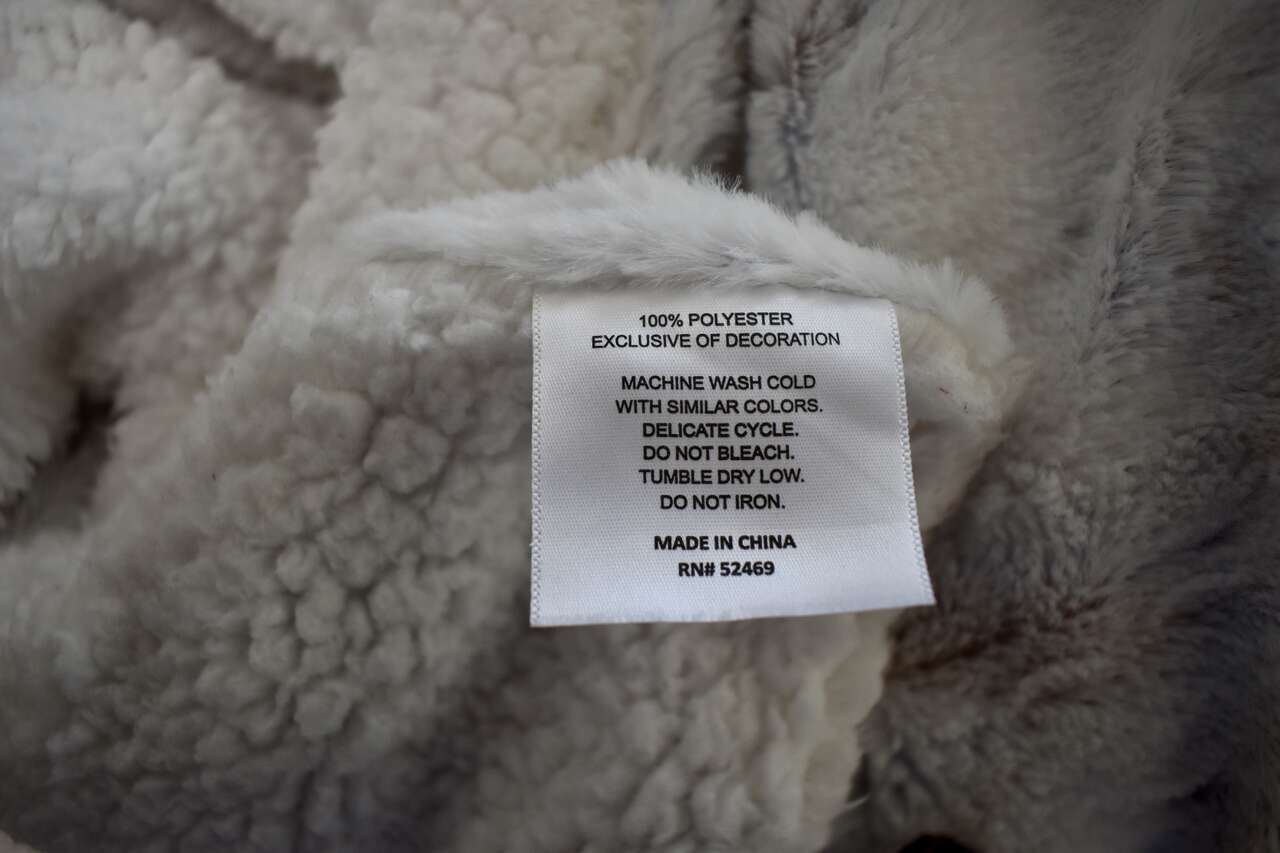 100% POLYESTER
EXCLUSIVE OF DECORATION
MACHINE WASH COLD
WITH SIMILAR COLORS.
DELICATE CYCLE.
DO NOT BLEACH.
TUMBLE DRY LOW.
DO NOT IRON.
MADE IN CHINA
RN# 52469